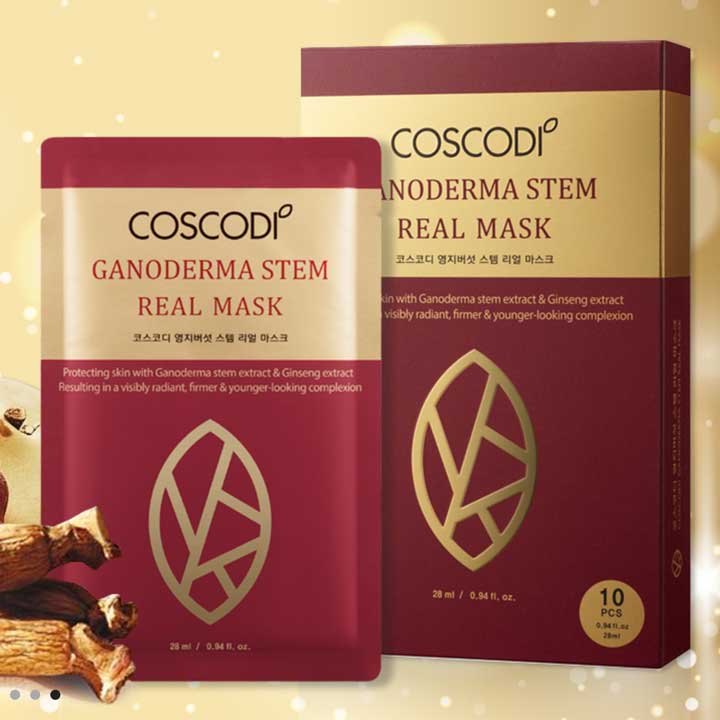 COSCODI
GANODERMA STEM
REAL MASK
코스코디 영지버섯 스템 리얼 마스크
Protecting skin with Ganoderma stem extract & Ginseng extract
Resulting in a visibly radiant, firmer & younger-looking complexion
28 ml / 0.94 fl, oz.
COSCODI
ANODERMA STEM
REAL MASK
코스코디 영지버섯 스템 리얼 마스크
skin with Ganoderma stem extract & Ginseng extract
a visibly radiant, firmer & younger-looking complexion
28 ml / 0.94 fl, oz.
10
PCS
0.94 fl, oz
28ml